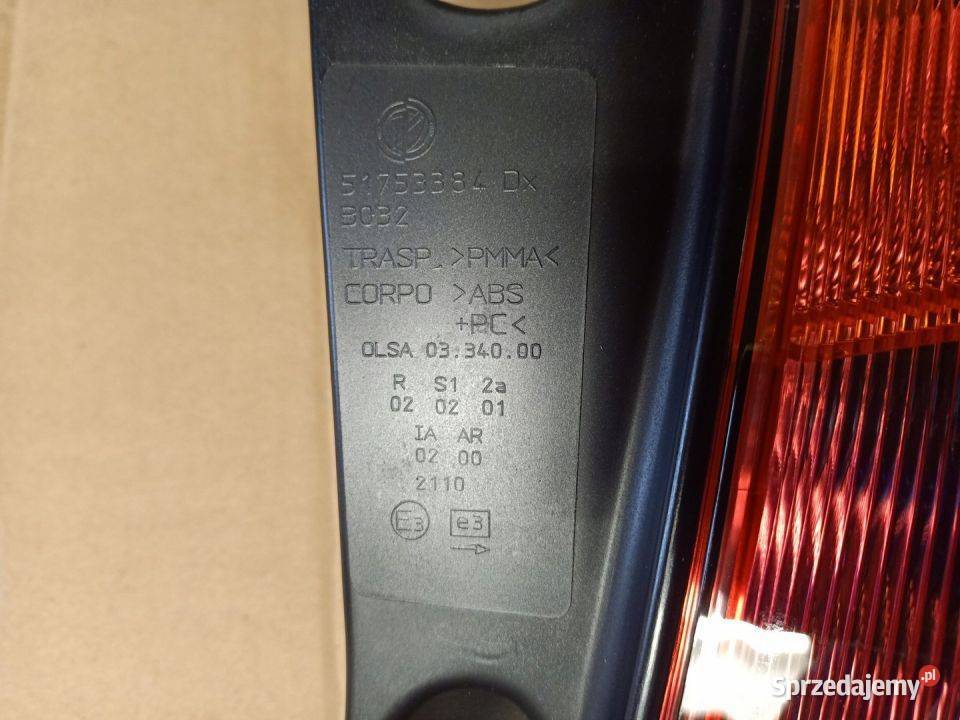 51753384 Dx
3032
TRASP. >PMMA<
CORPO >ABS
+PC<
OLSA 03.340.00
R S1 2a
02 02 01
IA AR
02 00
2110
E3 e3
Sprzedajemy.pl